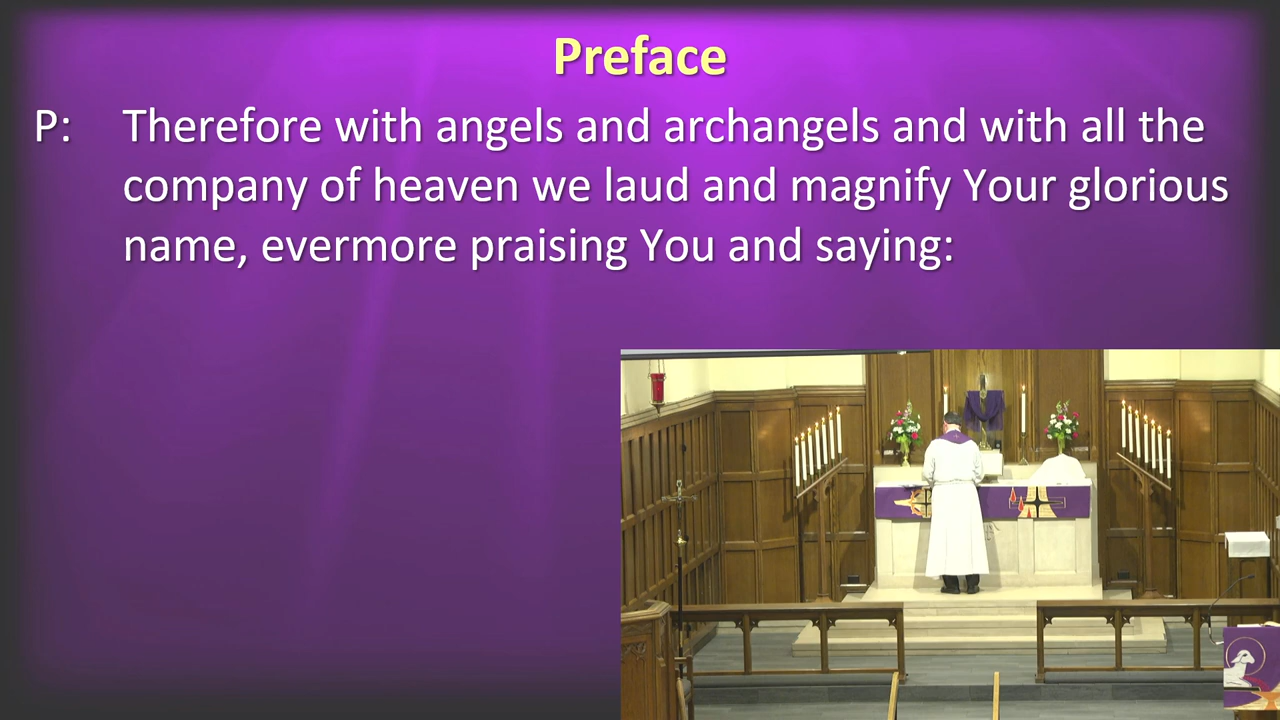 Preface
P: Therefore with angels and archangels and with all the
company of heaven we laud and magnify Your glorious
name, evermore praising You and saying: